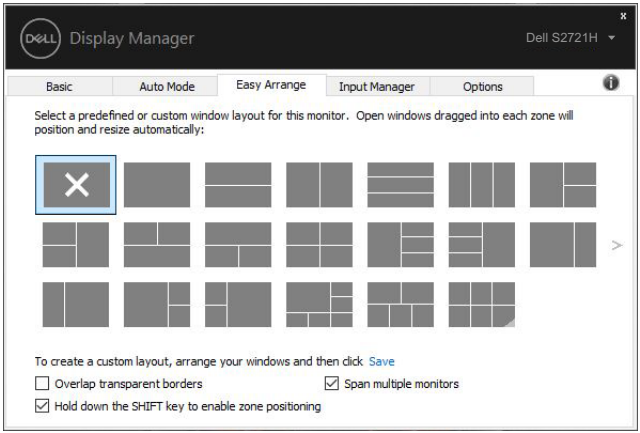 x
DELL Display Manager Dell S2721H
Basic Auto Mode Easy Arrange Input Manager Options i
Select a predefined or custom window layout for this monitor. Open windows dragged into each zone will
position and resize automatically:
>
To create a custom layout, arrange your windows and then click Save
Overlap transparent borders Span multiple monitors
Hold down the SHIFT key to enable zone positioning